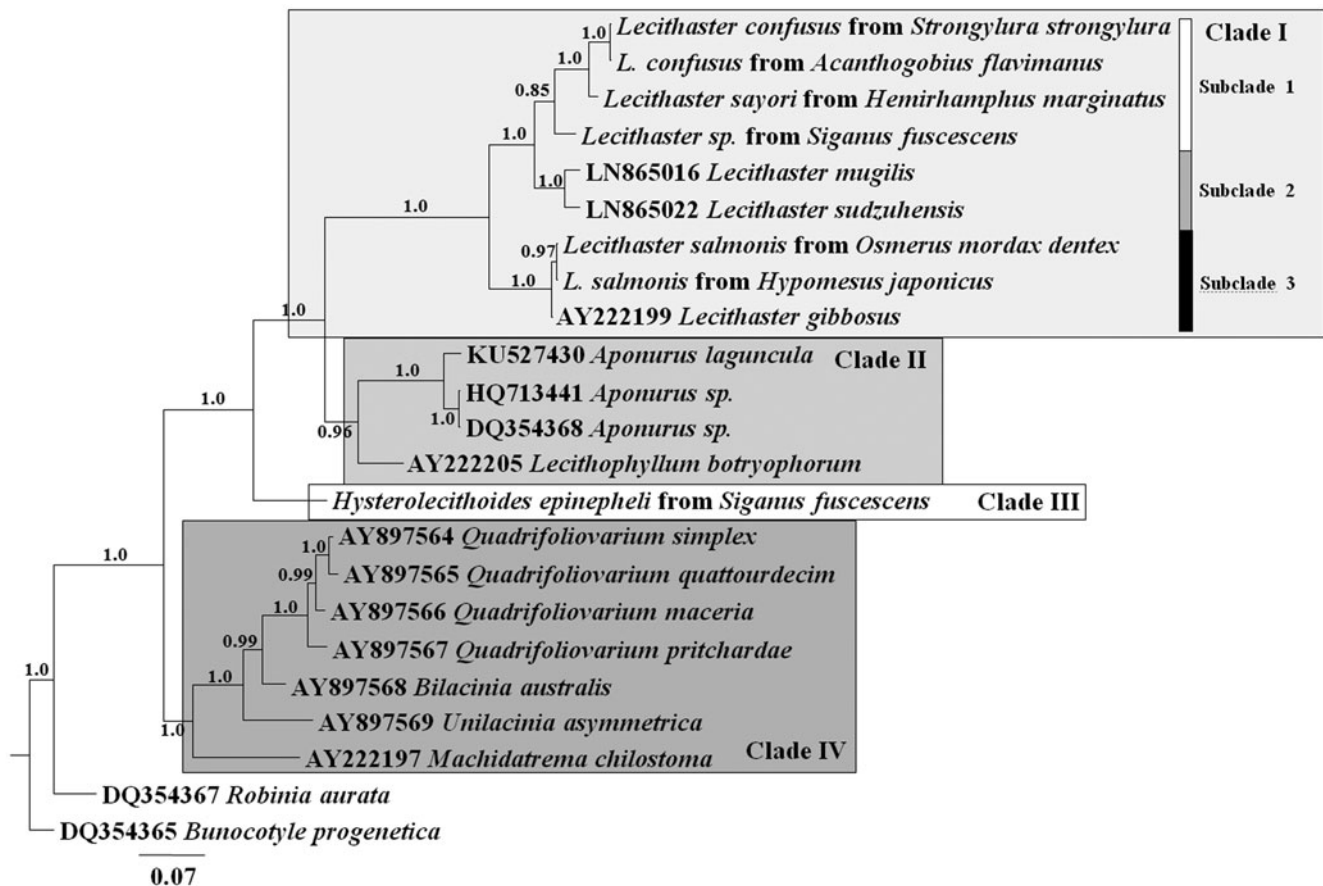 Lecithaster confusus from Strongylura strongylura
Clade I
1.0
L. confusus from Acanthogobius flavimanus
1.0
Lecithaster sayori from Hemirhamphus marginatus
Subclade 1
0.85
Lecithaster sp. from Siganus fuscescens
1.0
LN865016 Lecithaster mugilis
1.0
Subclade 2
LN865022 Lecithaster sudzuhensis
1.0
Lecithaster salmonis from Osmerus mordax dentex
0.97
L. salmonis from Hypomesus japonicus
1.0
Subclade 3
AY222199 Lecithaster gibbosus
1.0
KU527430 Aponurus laguncula
Clade II
1.0
HQ713441 Aponurus sp.
1.0
1.0
DQ354368 Aponurus sp.
0.96
AY222205 Lecithophyllum botryophorum
Hysterolecithoides epinepheli from Siganus fuscescens
Clade III
AY897564 Quadrifoliovarium simplex
1.0
1.0
AY897565 Quadrifoliovarium quattourdecim
0.99
AY897566 Quadrifoliovarium maceria
1.0
AY897567 Quadrifoliovarium pritchardae
0.99
1.0
AY897568 Bilacinia australis
1.0
AY897569 Unilacinia asymmetrica
1.0
AY222197 Machidatrema chilostoma
Clade IV
DQ354367 Robinia aurata
DQ354365 Bunocotyle progenetica
0.07